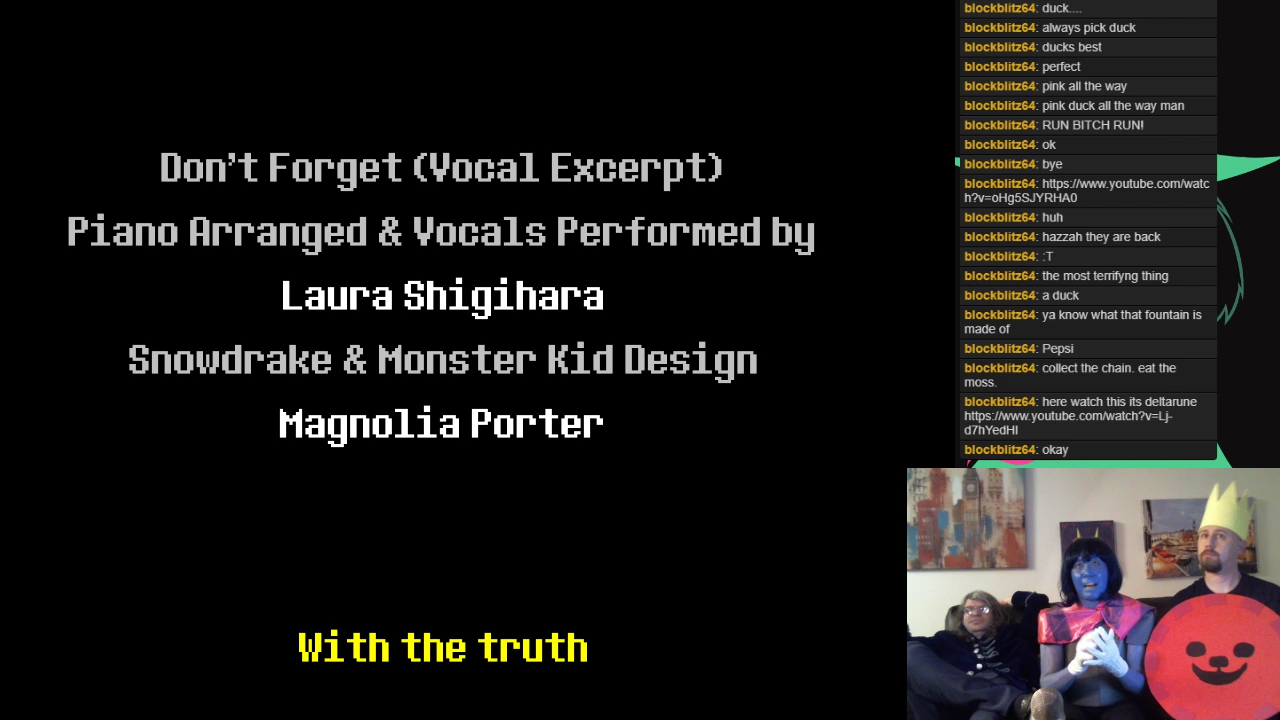 Don't Forget (Vocal Excerpt)
Piano Arranged & Vocals Performed by
Laura Shigihara
Snowdrake & Monster Kid Design
Magnolia Porter
With the truth
blockblitz64: duck....
blockblitz64: always pick duck
blockblitz64: ducks best
blockblitz64: perfect
blockblitz64: pink all the way
blockblitz64: pink duck all the way man
blockblitz64: RUN BITCH RUN!
blockblitz64: ok
blockblitz64: bye
blockblitz64: https://www.youtube.com/watc
h?v=oHg5SJYRHA0
blockblitz64: huh
blockblitz64: hazzah they are back
blockblitz64: :T
blockblitz64: the most terrifyng thing
blockblitz64: a duck
blockblitz64: ya know what that fountain is
made of
blockblitz64: Pepsi
blockblitz64: collect the chain. eat the
moss.
blockblitz64: here watch this its deltarune
https://www.youtube.com/watch?v=Lj-
d7hYedHI
blockblitz64: okay